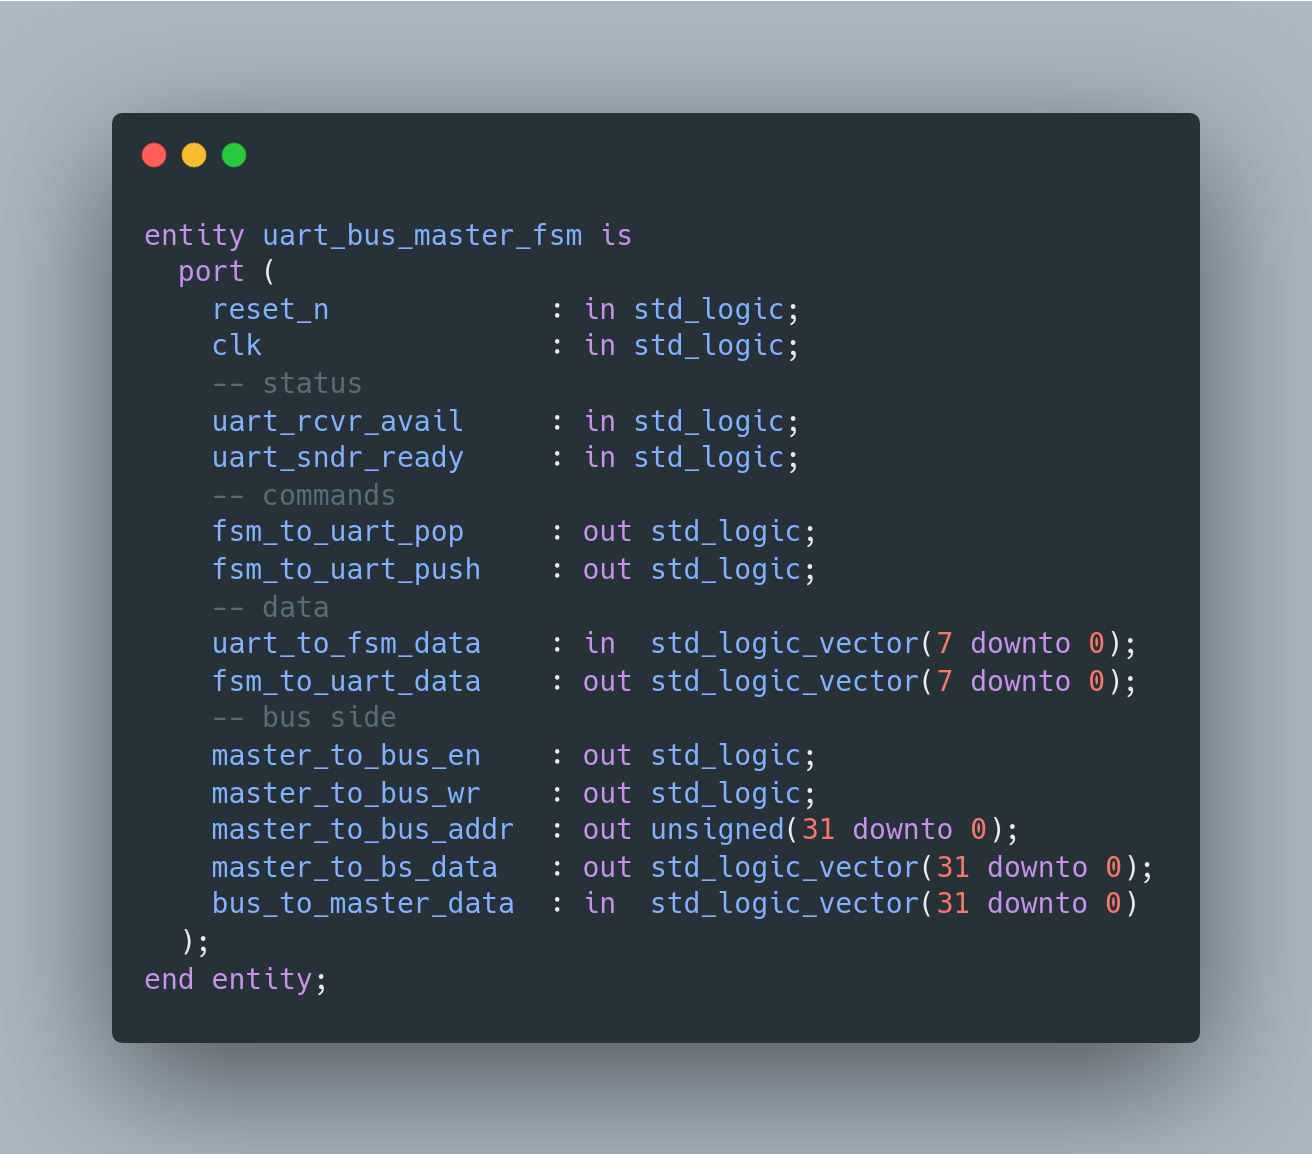 entity uart_bus_master_fsm is
  port (
    reset_n             : in std_logic;
    clk                 : in std_logic;
    -- status
    uart_rcvr_avail     : in std_logic;
    uart_sndr_ready     : in std_logic;
    -- commands
    fsm_to_uart_pop     : out std_logic;
    fsm_to_uart_push    : out std_logic;
    -- data
    uart_to_fsm_data    : in  std_logic_vector(7 downto 0);
    fsm_to_uart_data    : out std_logic_vector(7 downto 0);
    -- bus side
    master_to_bus_en    : out std_logic;
    master_to_bus_wr    : out std_logic;
    master_to_bus_addr  : out unsigned(31 downto 0);
    master_to_bs_data   : out std_logic_vector(31 downto 0);
    bus_to_master_data  : in  std_logic_vector(31 downto 0)
  );
end entity;